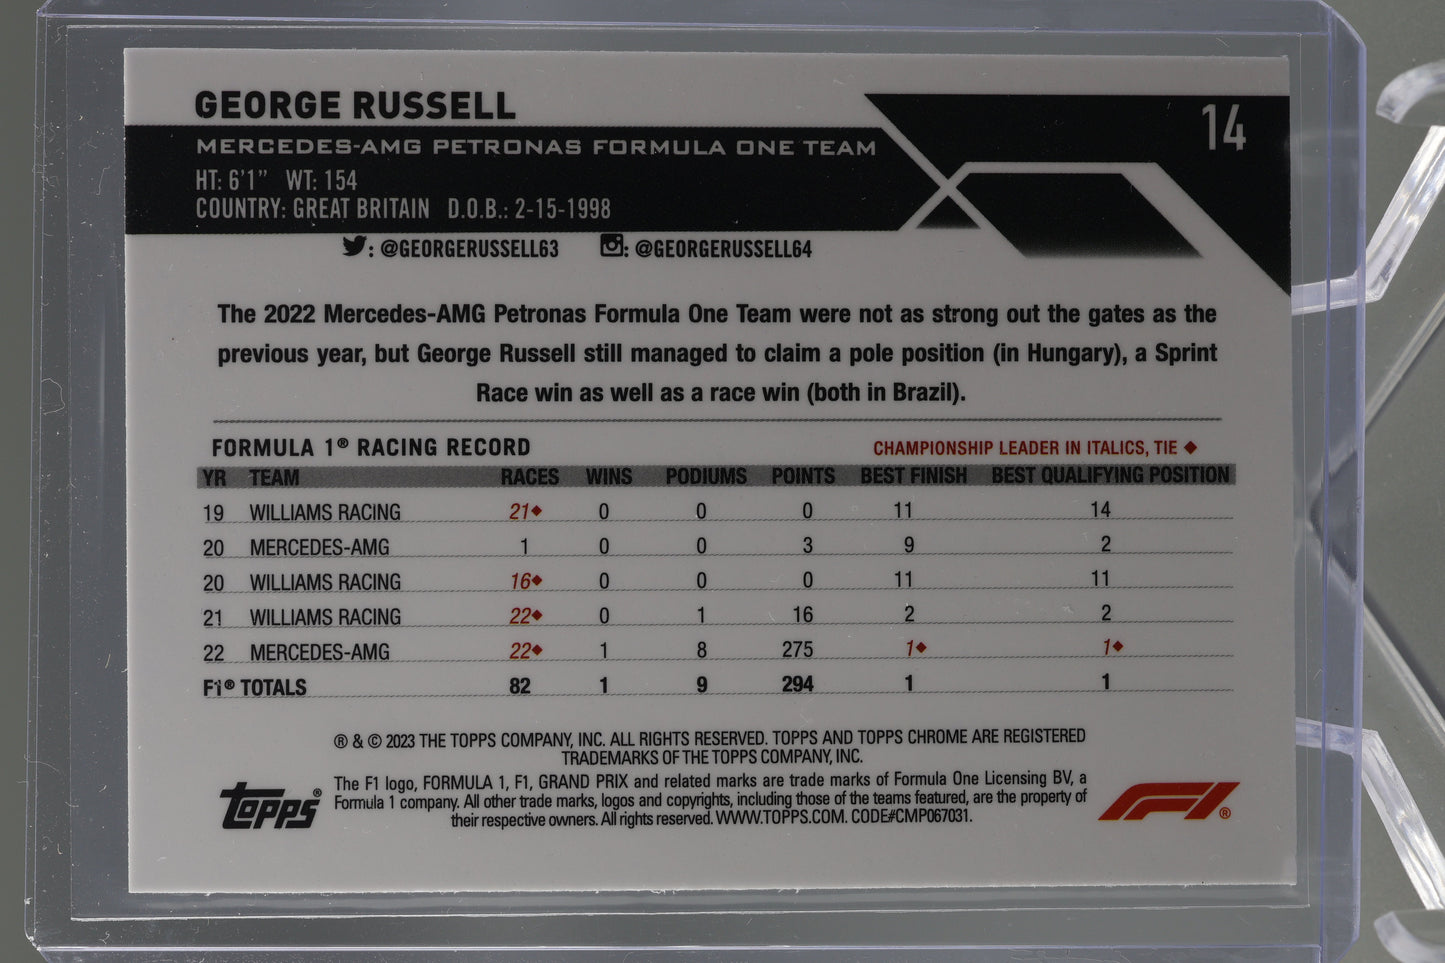 GEORGE RUSSELL
14
MERCEDES-AMG PETRONAS FORMULA ONE TEAM
HT: 6'1" WT: 154
COUNTRY: GREAT BRITAIN D.O.B.: 2-15-1998
: @GEORGERUSSELL63 : @GEORGERUSSELL64
The 2022 Mercedes-AMG Petronas Formula One Team were not as strong out the gates as the
previous year, but George Russell still managed to claim a pole position (in Hungary), a Sprint
Race win as well as a race win (both in Brazil).
FORMULA 1® RACING RECORD CHAMPIONSHIP LEADER IN ITALICS, TIE ◆
YR TEAM RACES WINS PODIUMS POINTS BEST FINISH BEST QUALIFYING POSITION
19 WILLIAMS RACING 21◆ 0 0 0 11 14
20 MERCEDES-AMG 1 0 0 3 9 2
20 WILLIAMS RACING 16◆ 0 0 0 11 11
21 WILLIAMS RACING 22◆ 0 1 16 2 2
22 MERCEDES-AMG 22◆ 1 8 275 1◆ 1◆
F1® TOTALS 82 1 9 294 1 1
® & © 2023 THE TOPPS COMPANY, INC. ALL RIGHTS RESERVED. TOPPS AND TOPPS CHROME ARE REGISTERED
TRADEMARKS OF THE TOPPS COMPANY, INC.
The F1 logo, FORMULA 1, F1, GRAND PRIX and related marks are trade marks of Formula One Licensing BV, a
Formula 1 company. All other trade marks, logos and copyrights, including those of the teams featured, are the property of
their respective owners. All rights reserved. WWW.TOPPS.COM. CODE#CMP067031.
topps®
F1®